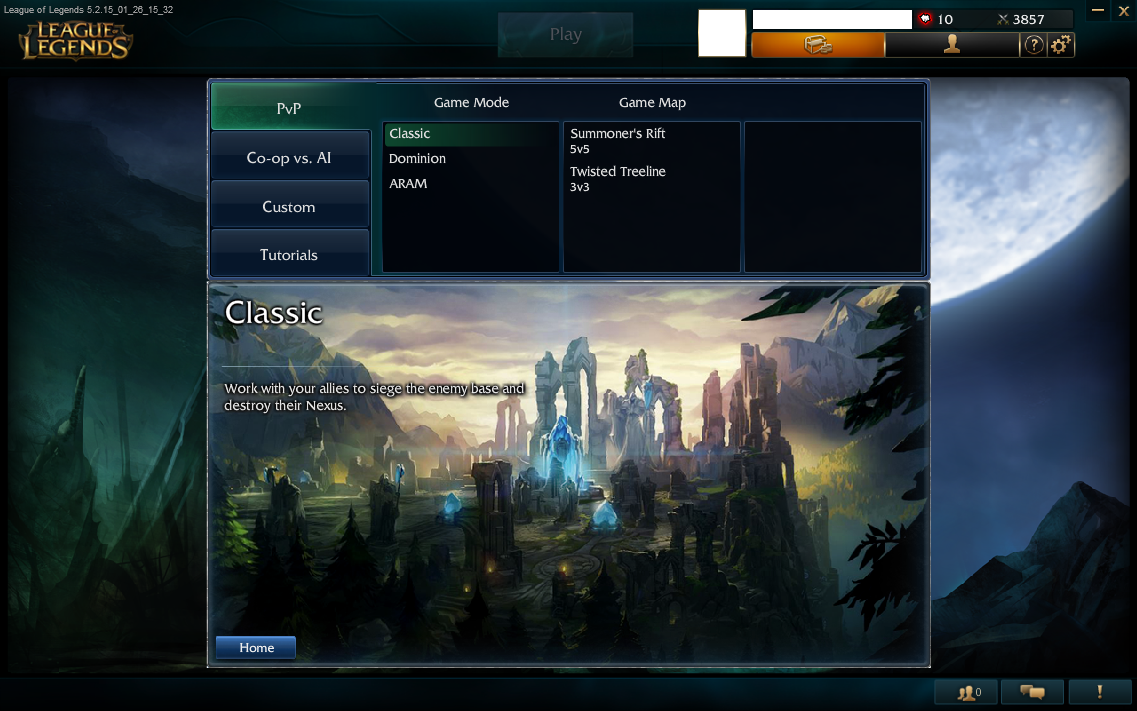 League of Legends 5.2.15_01_26_15_32
LEAGUE OF
LEGENDS
Play
10
3857
?
PvP
Co-op vs. AI
Custom
Tutorials
Game Mode
Game Map
Classic
Dominion
ARAM
Summoner's Rift
5v5
Twisted Treeline
3v3
Classic
Work with your allies to siege the enemy base and
destroy their Nexus.
Home
0
!